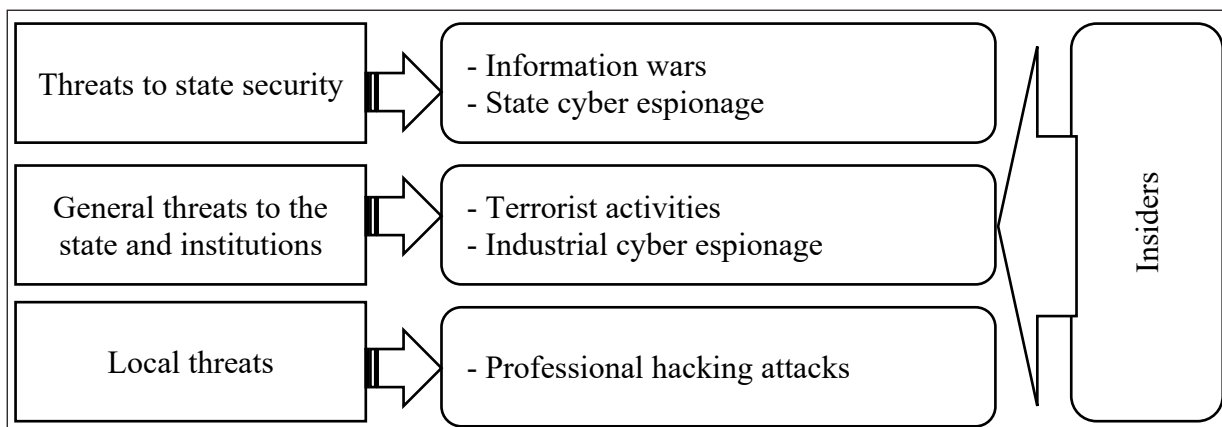 Threats to state security
- Information wars
- State cyber espionage
General threats to the
state and institutions
- Terrorist activities
- Industrial cyber espionage
Local threats
- Professional hacking attacks
Insiders